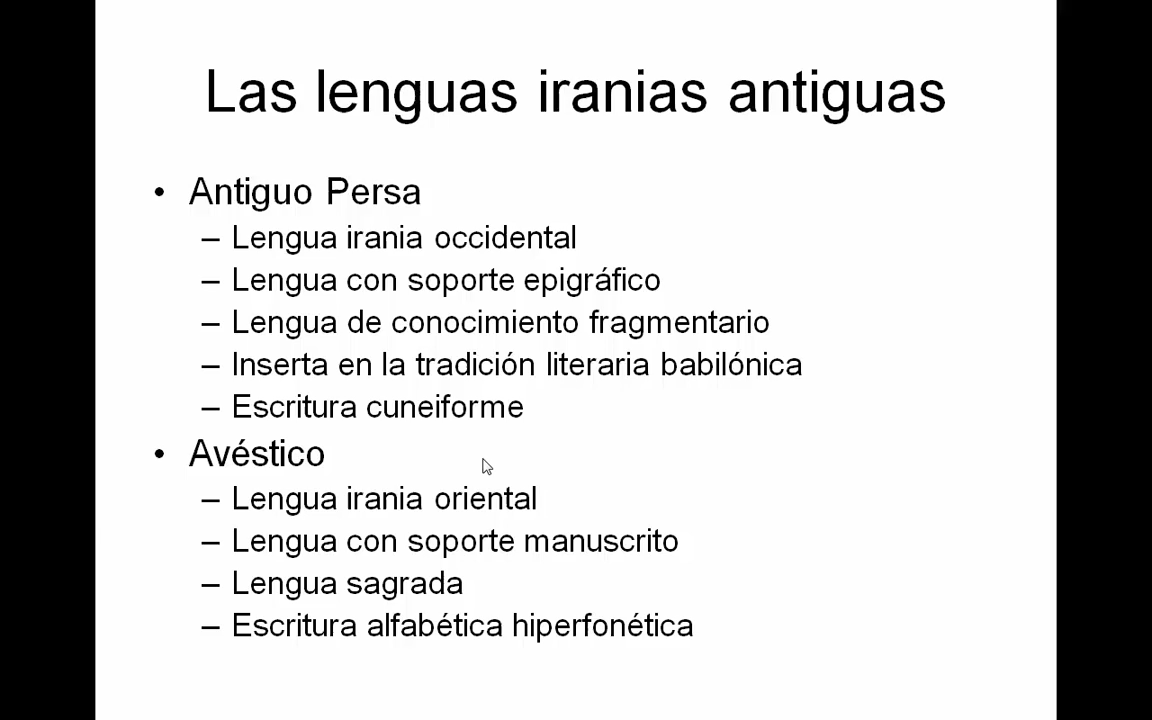 Las lenguas iranias antiguas
• Antiguo Persa
– Lengua irania occidental
– Lengua con soporte epigráfico
– Lengua de conocimiento fragmentario
– Inserta en la tradición literaria babilónica
– Escritura cuneiforme
• Avéstico
– Lengua irania oriental
– Lengua con soporte manuscrito
– Lengua sagrada
– Escritura alfabética hiperfonética